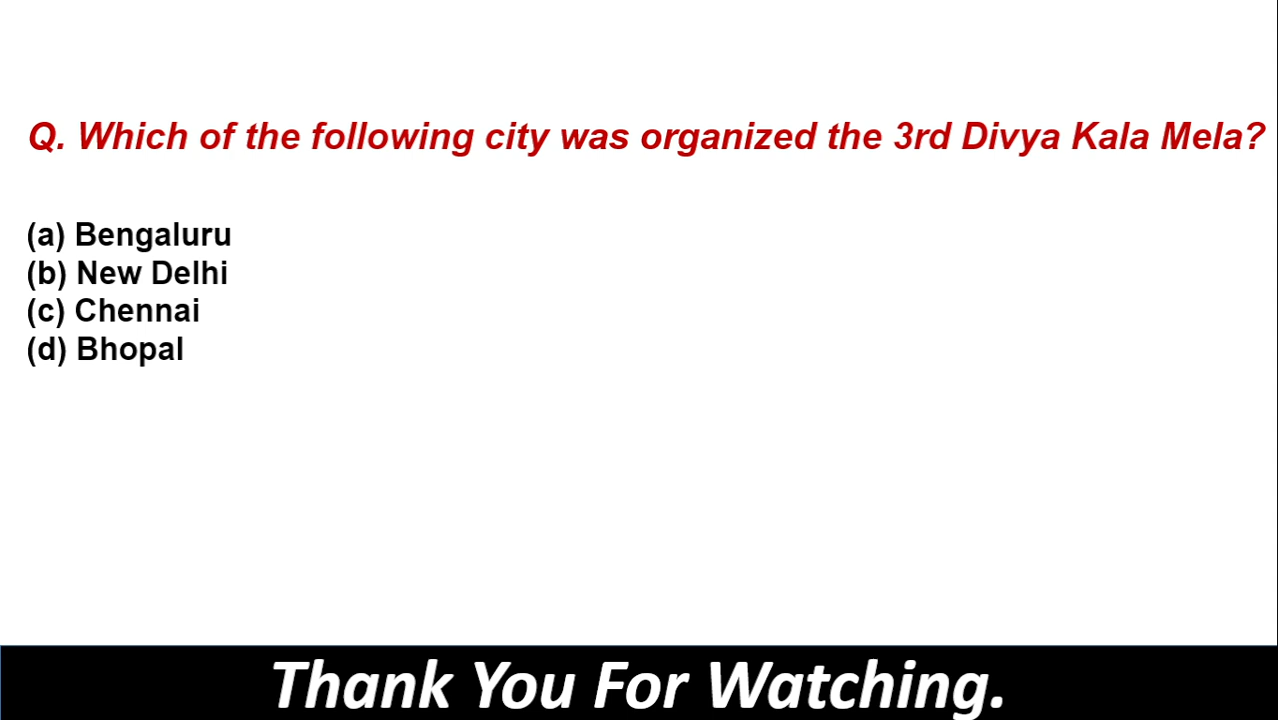 Q. Which of the following city was organized the 3rd Divya Kala Mela?
(a) Bengaluru
(b) New Delhi
(c) Chennai
(d) Bhopal
Thank You For Watching.